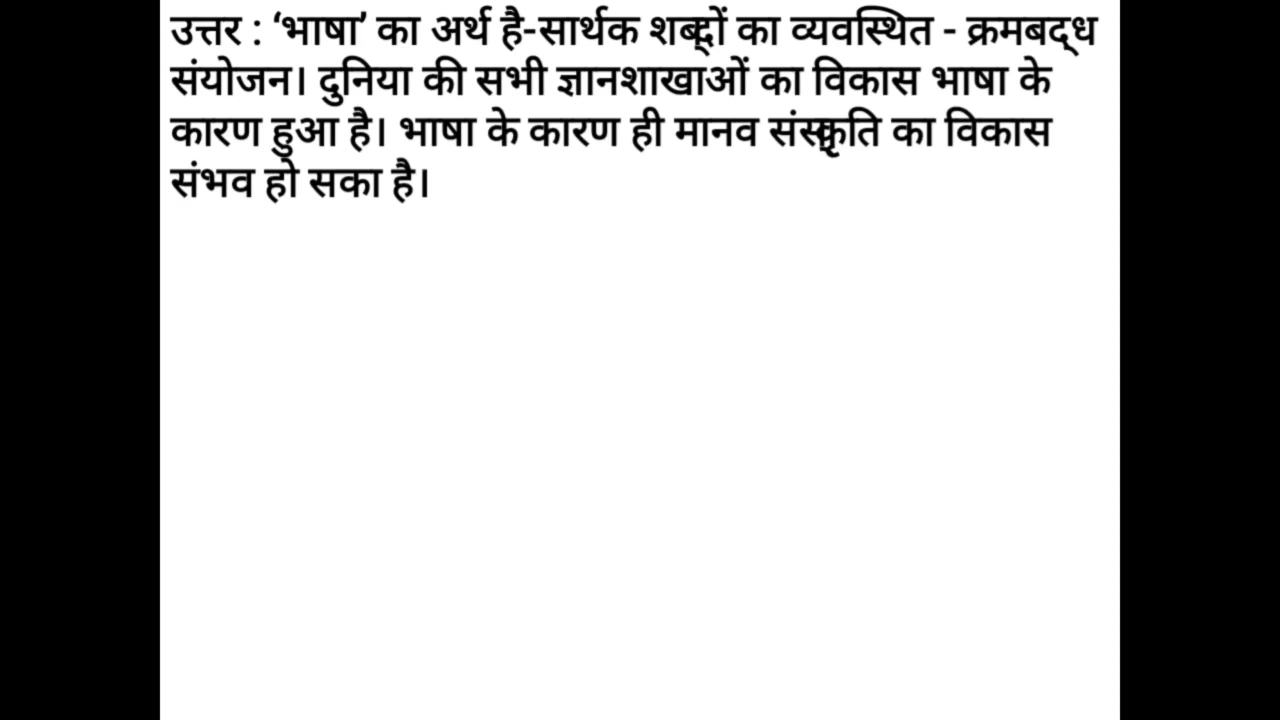 उत्तर : ‘भाषा’ का अर्थ है-सार्थक शब्दों का व्यवस्थित - क्रमबद्ध
संयोजन। दुनिया की सभी ज्ञानशाखाओं का विकास भाषा के
कारण हुआ है। भाषा के कारण ही मानव संस्कृति का विकास
संभव हो सका है।